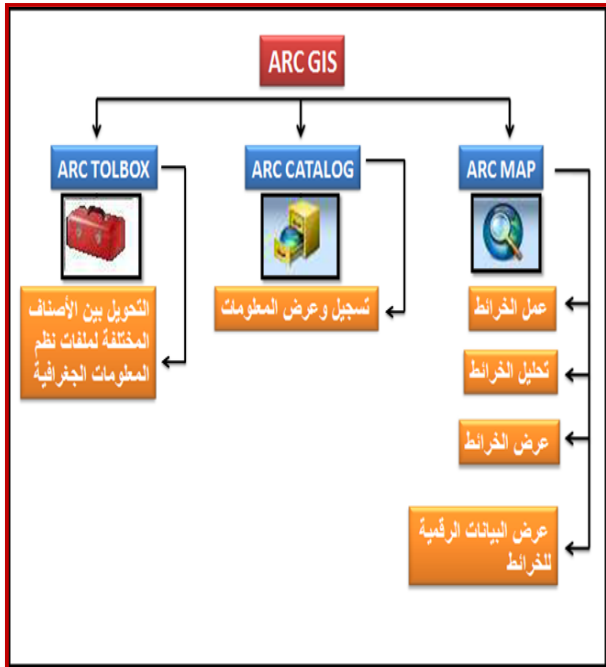 ARC GIS
ARC TOLBOX
ARC CATALOG
ARC MAP
التحويل بين الأصناف
المختلفة لملفات نظم
المعلومات الجغرافية
تسجيل وعرض المعلومات
عمل الخرائط
تحليل الخرائط
عرض الخرائط
عرض البيانات الرقمية
للخرائط